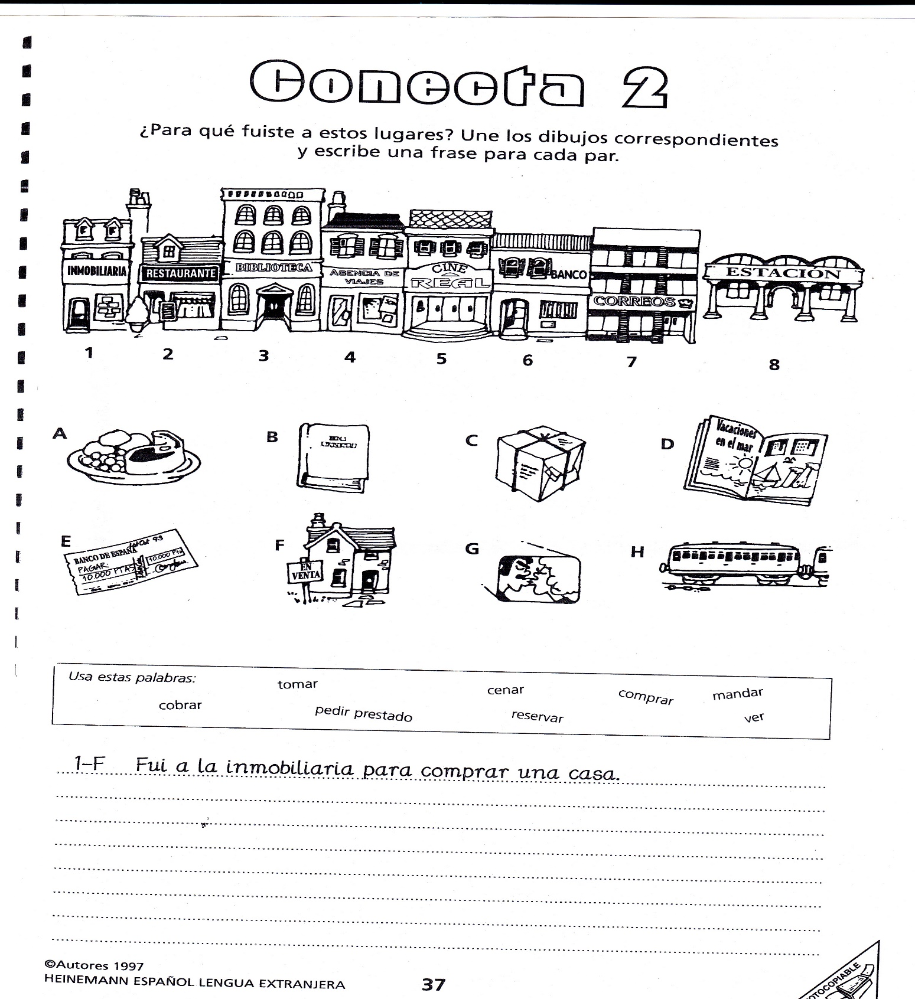 Conecta 2
¿Para qué fuiste a estos lugares? Une los dibujos correspondientes
y escribe una frase para cada par.
INMOBILIARIA
RESTAURANTE
BIBLIOTECA
AGENCIA DE
VIAJES
CINE
REAL
BANCO
CORREOS
ESTACIÓN
1 2 3 4 5 6 7 8
A
B
C
D
Vacaciones
en el mar
E
BANCO DE ESPAÑA
93
PAGAR:
10.000 PTAS
10.000 Pts
F
EN
VENTA
G
H
Usa estas palabras:
tomar cenar comprar mandar
cobrar pedir prestado reservar ver
1–F Fui a la inmobiliaria para comprar una casa.
©Autores 1997
HEINEMANN ESPAÑOL LENGUA EXTRANJERA
37